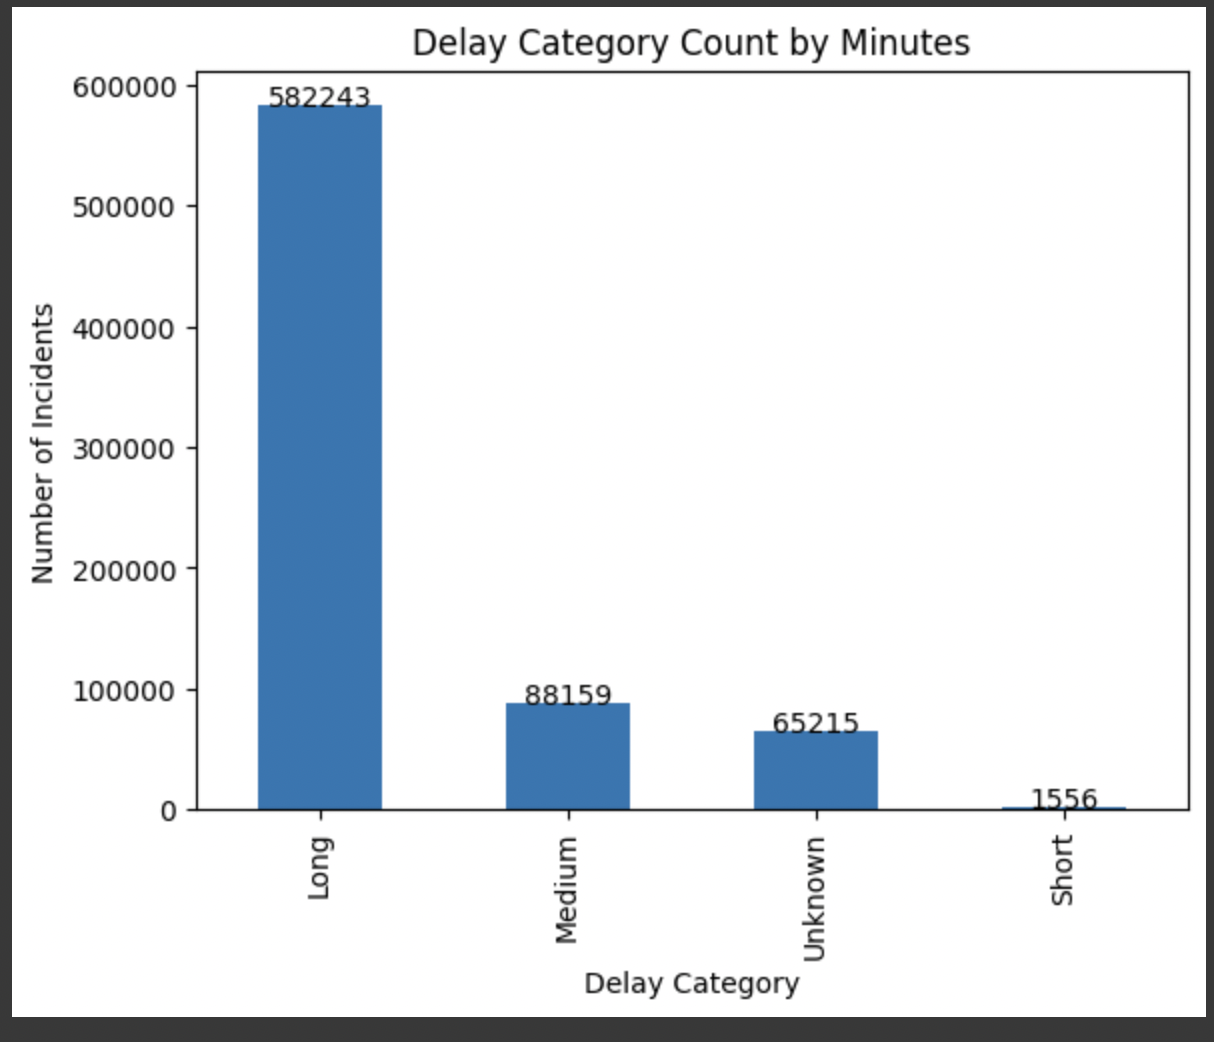 Delay Category Count by Minutes
600000
500000
400000
300000
200000
100000
0
Number of Incidents
582243
88159
65215
1556
Long
Medium
Unknown
Short
Delay Category